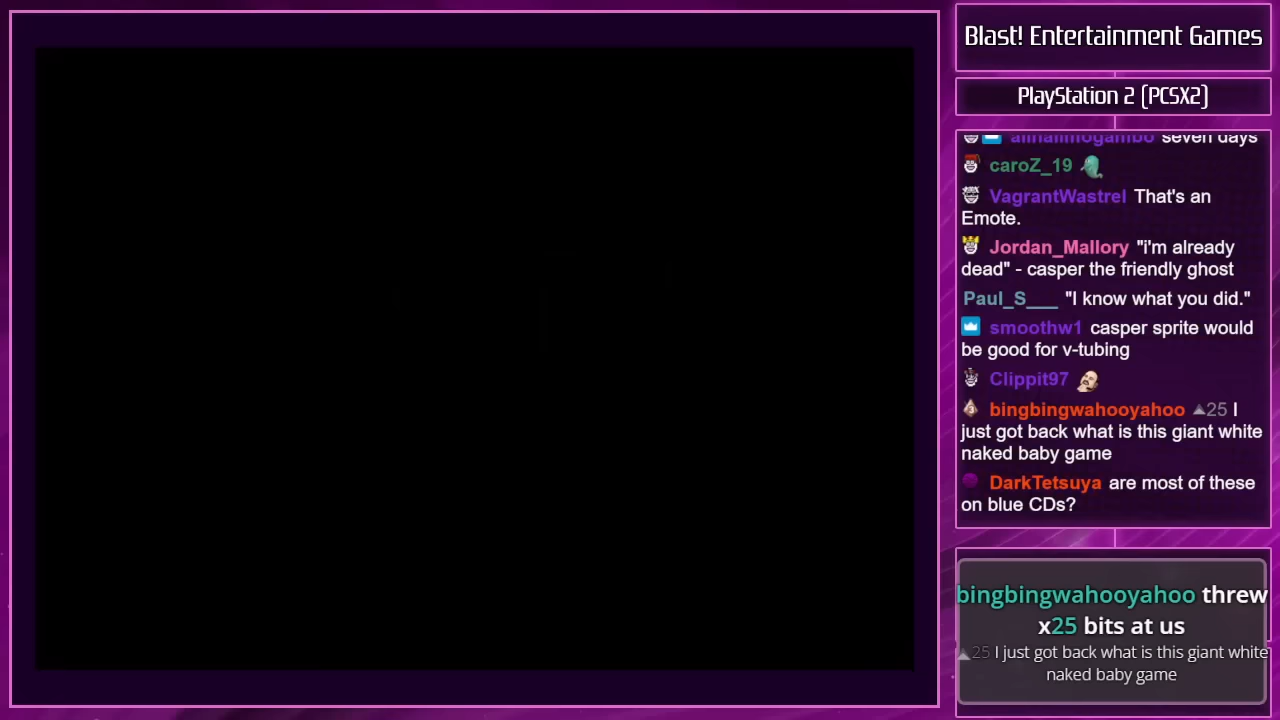 Blast! Entertainment Games
PlayStation 2 (PCSX2)
alinalimogambo seven days
caroZ_19
VagrantWastrel That's an
Emote.
Jordan_Mallory "i'm already
dead" - casper the friendly ghost
Paul_S___ "I know what you did."
smoothw1 casper sprite would
be good for v-tubing
Clippit97
bingbingwahooyahoo 25 I
just got back what is this giant white
naked baby game
DarkTetsuya are most of these
on blue CDs?
bingbingwahooyahoo threw
x25 bits at us
25 I just got back what is this giant white
naked baby game